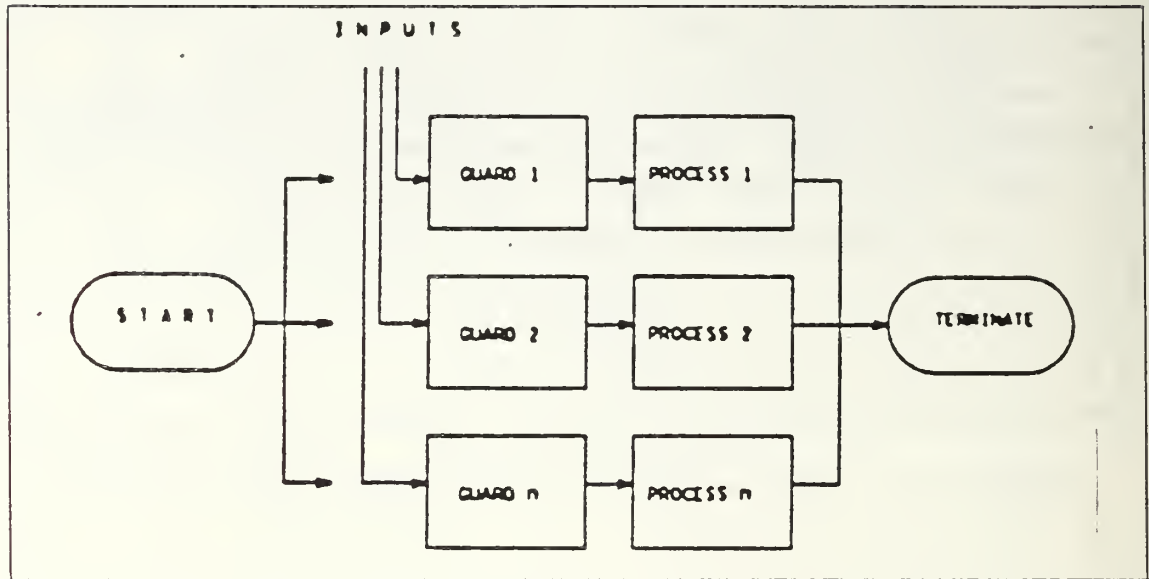 INPUTS
GUARD 1
PROCESS 1
START
GUARD 2
PROCESS 2
TERMINATE
GUARD n
PROCESS n